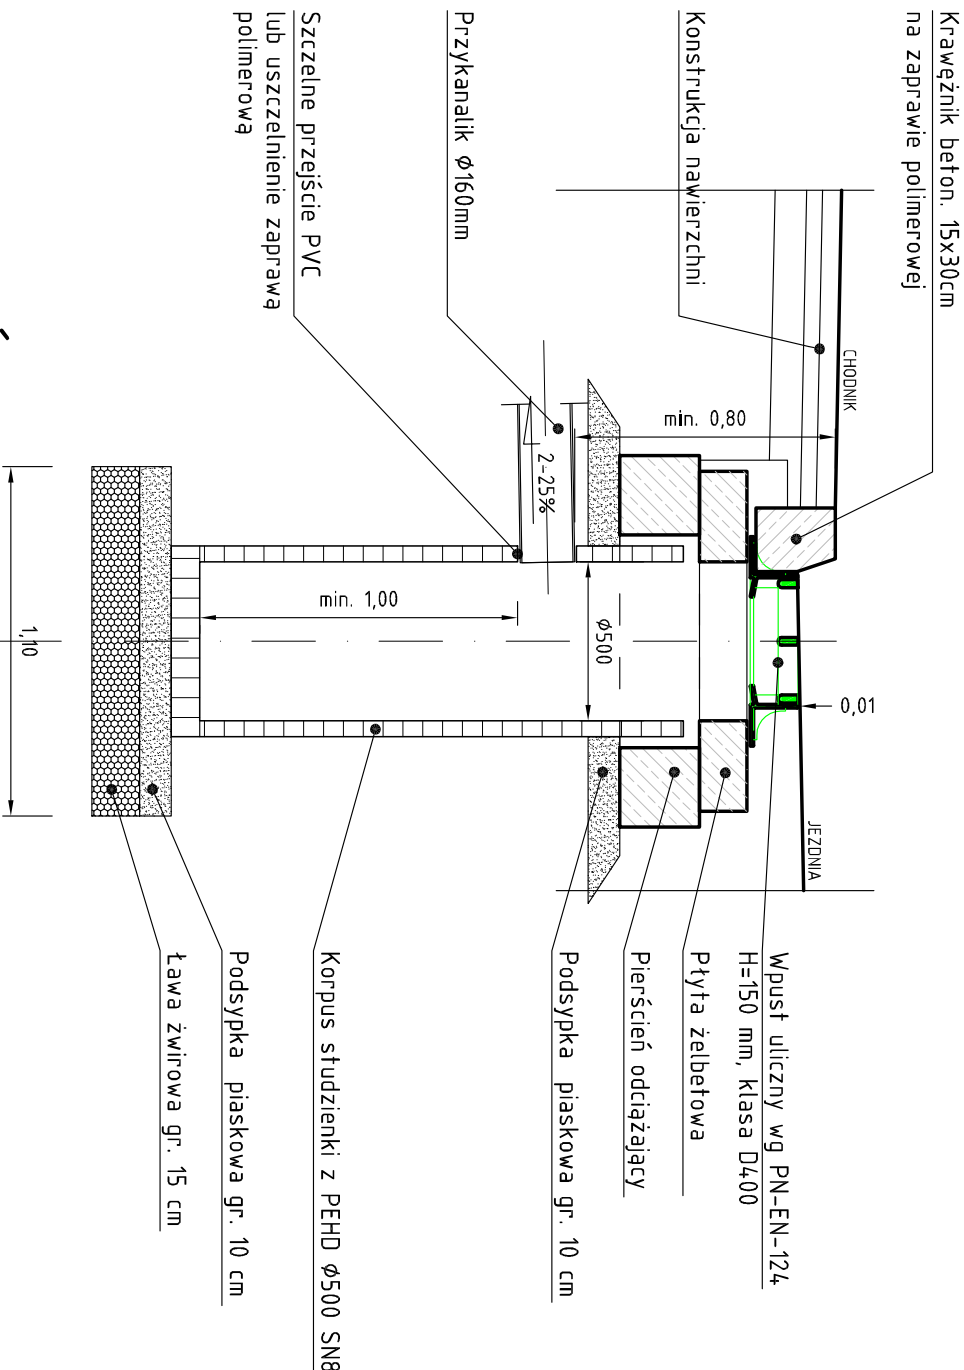 Krawężnik beton. 15x30cm
na zaprawie polimerowej
Konstrukcja nawierzchni
Przykanalik ø160mm
Szczelne przejście PVC
lub uszczelnienie zaprawą
polimerową
CHODNIK
min. 0,80
2-25%
min. 1,00
ø500
0,01
JEZDNIA
1,10
Wpust uliczny wg PN-EN-124
H=150 mm, klasa D400
Płyta żelbetowa
Pierścień odciążający
Podsypka piaskowa gr. 10 cm
Korpus studzienki z PEHD ø500 SN8
Podsypka piaskowa gr. 10 cm
Ława żwirowa gr. 15 cm